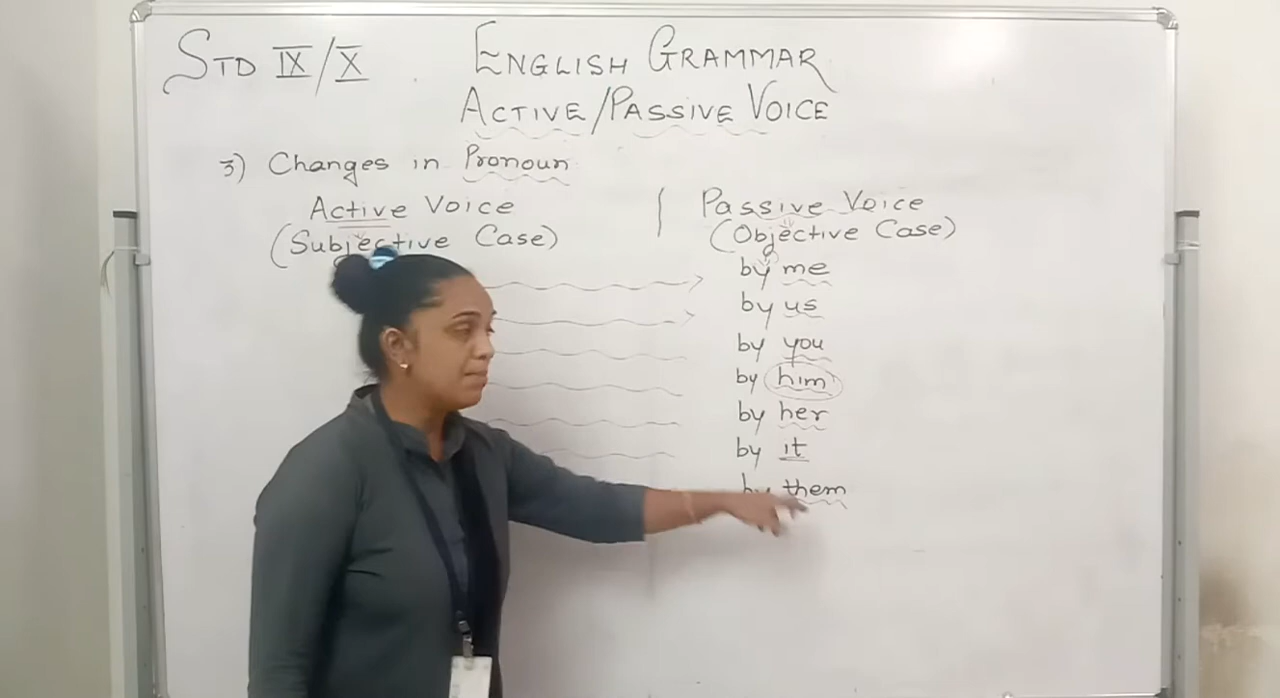 STD IX/X
ENGLISH GRAMMAR
ACTIVE/PASSIVE VOICE
3) Changes in Pronoun
Active Voice
(Subjective Case)
Passive Voice
(Objective Case)
by me
by us
by you
by him
by her
by it
by them